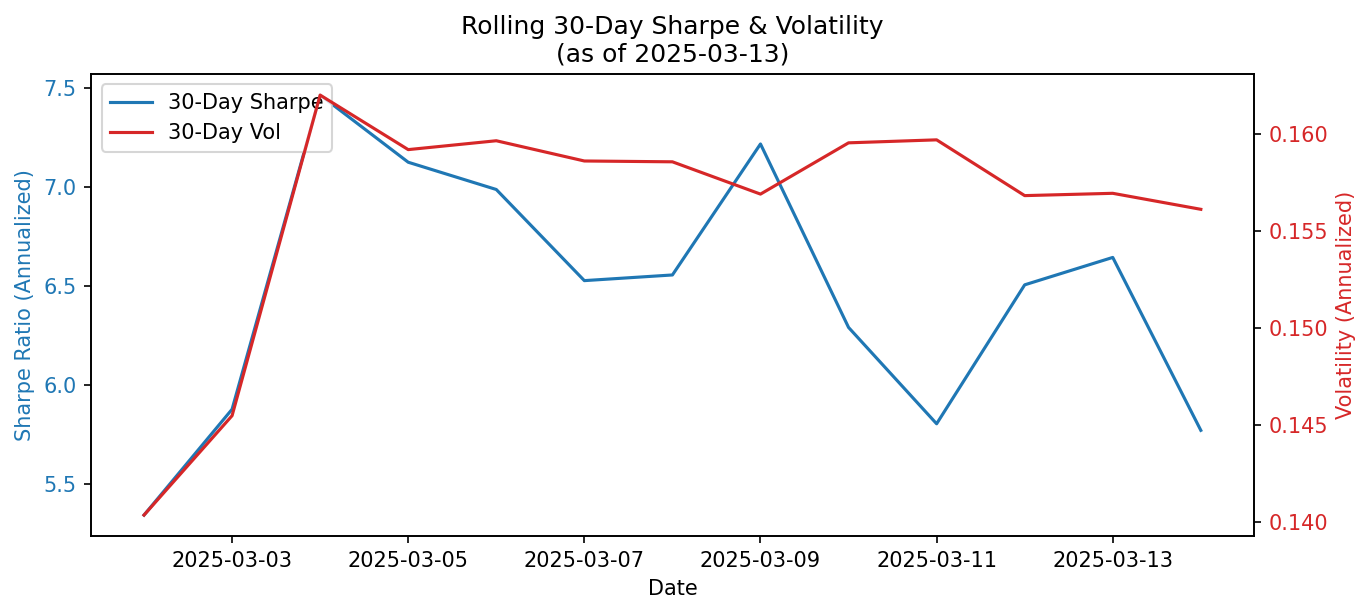 Rolling 30-Day Sharpe & Volatility
(as of 2025-03-13)
30-Day Sharpe
30-Day Vol
Sharpe Ratio (Annualized)
7.5
7.0
6.5
6.0
5.5
0.160
0.155
0.150
0.145
0.140
Volatility (Annualized)
2025-03-03
2025-03-05
2025-03-07
2025-03-09
2025-03-11
2025-03-13
Date